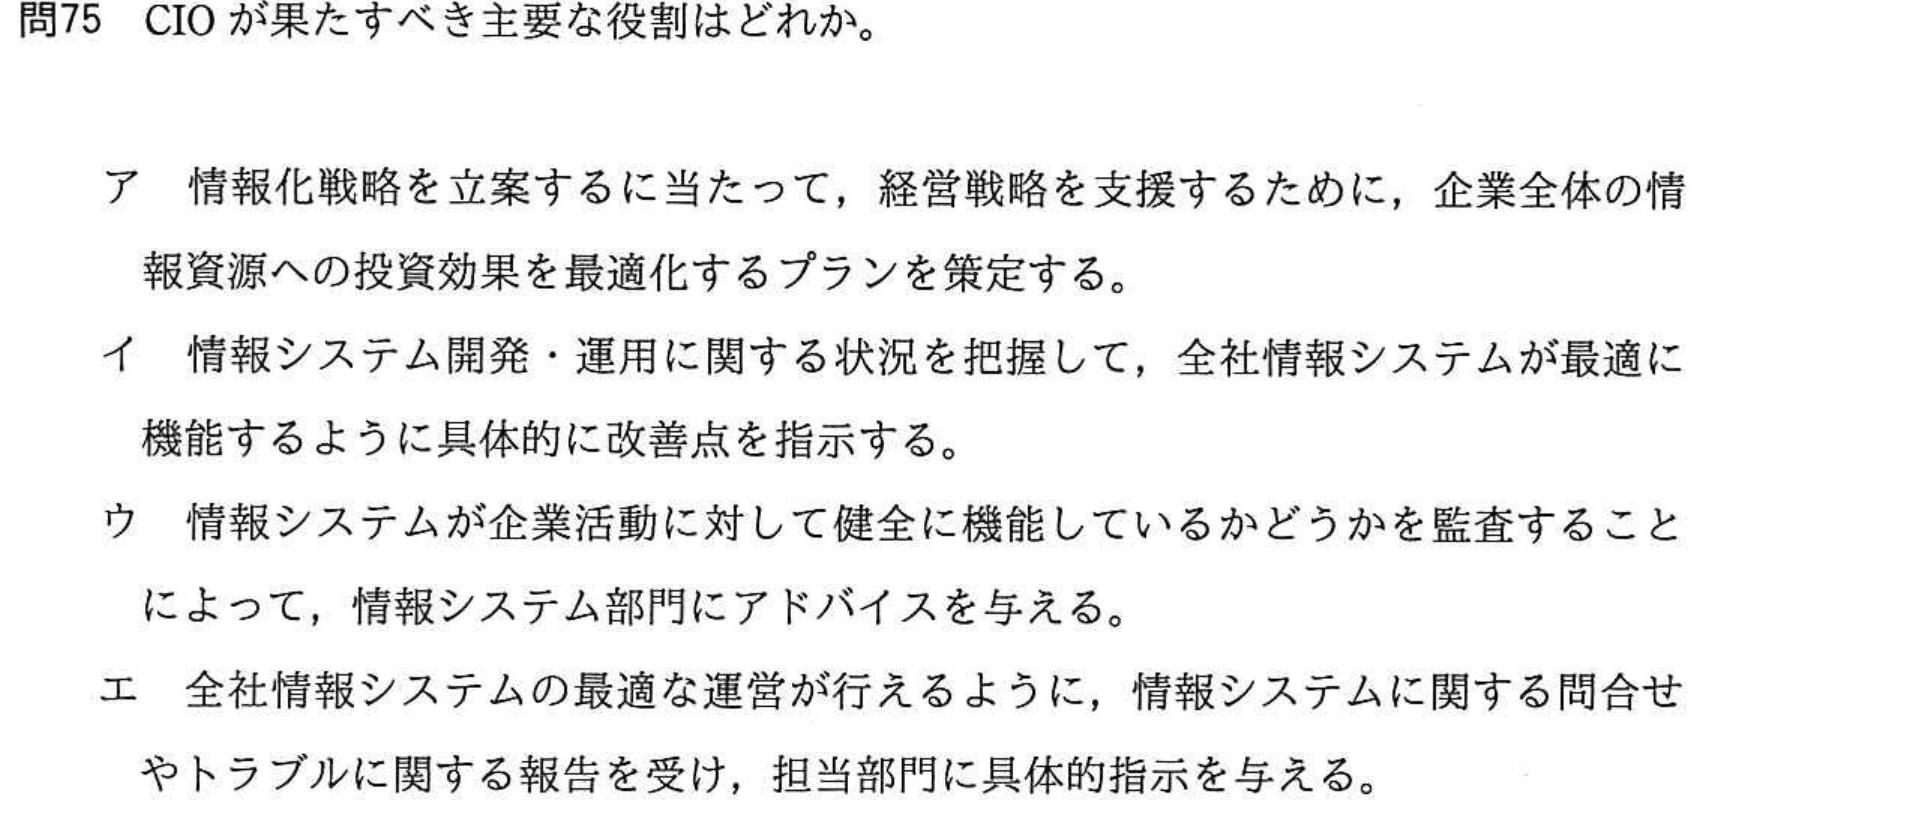 問75 CIO が果たすべき主要な役割はどれか。
ア 情報化戦略を立案するに当たって，経営戦略を支援するために，企業全体の情
報資源への投資効果を最適化するプランを策定する。
イ 情報システム開発・運用に関する状況を把握して，全社情報システムが最適に
機能するように具体的に改善点を指示する。
ウ 情報システムが企業活動に対して健全に機能しているかどうかを監査すること
によって，情報システム部門にアドバイスを与える。
エ 全社情報システムの最適な運営が行えるように，情報システムに関する問合せ
やトラブルに関する報告を受け，担当部門に具体的指示を与える。